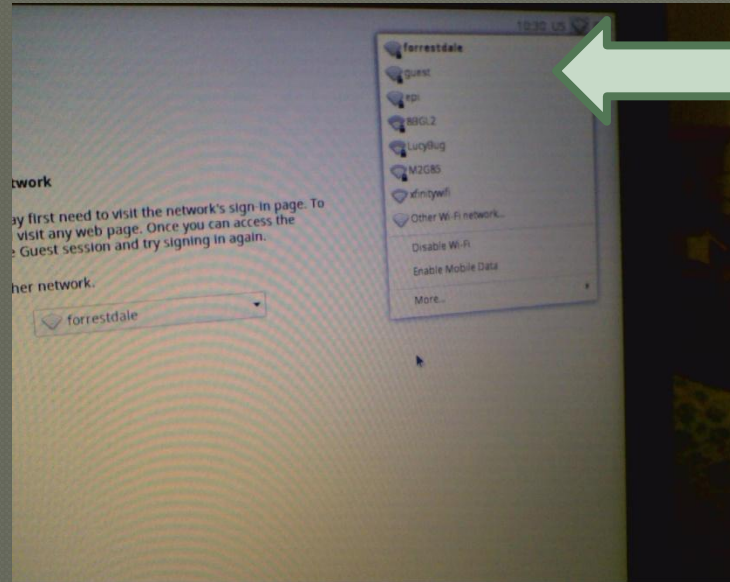 10:30 US
forrestdale
guest
epi
8BGL2
LucyBug
M2G85
xfinitywifi
Other Wi-Fi network...
Disable Wi-Fi
Enable Mobile Data
More...
twork
ay first need to visit the network's sign-in page. To
visit any web page. Once you can access the
Guest session and try signing in again.
her network.
forrestdale